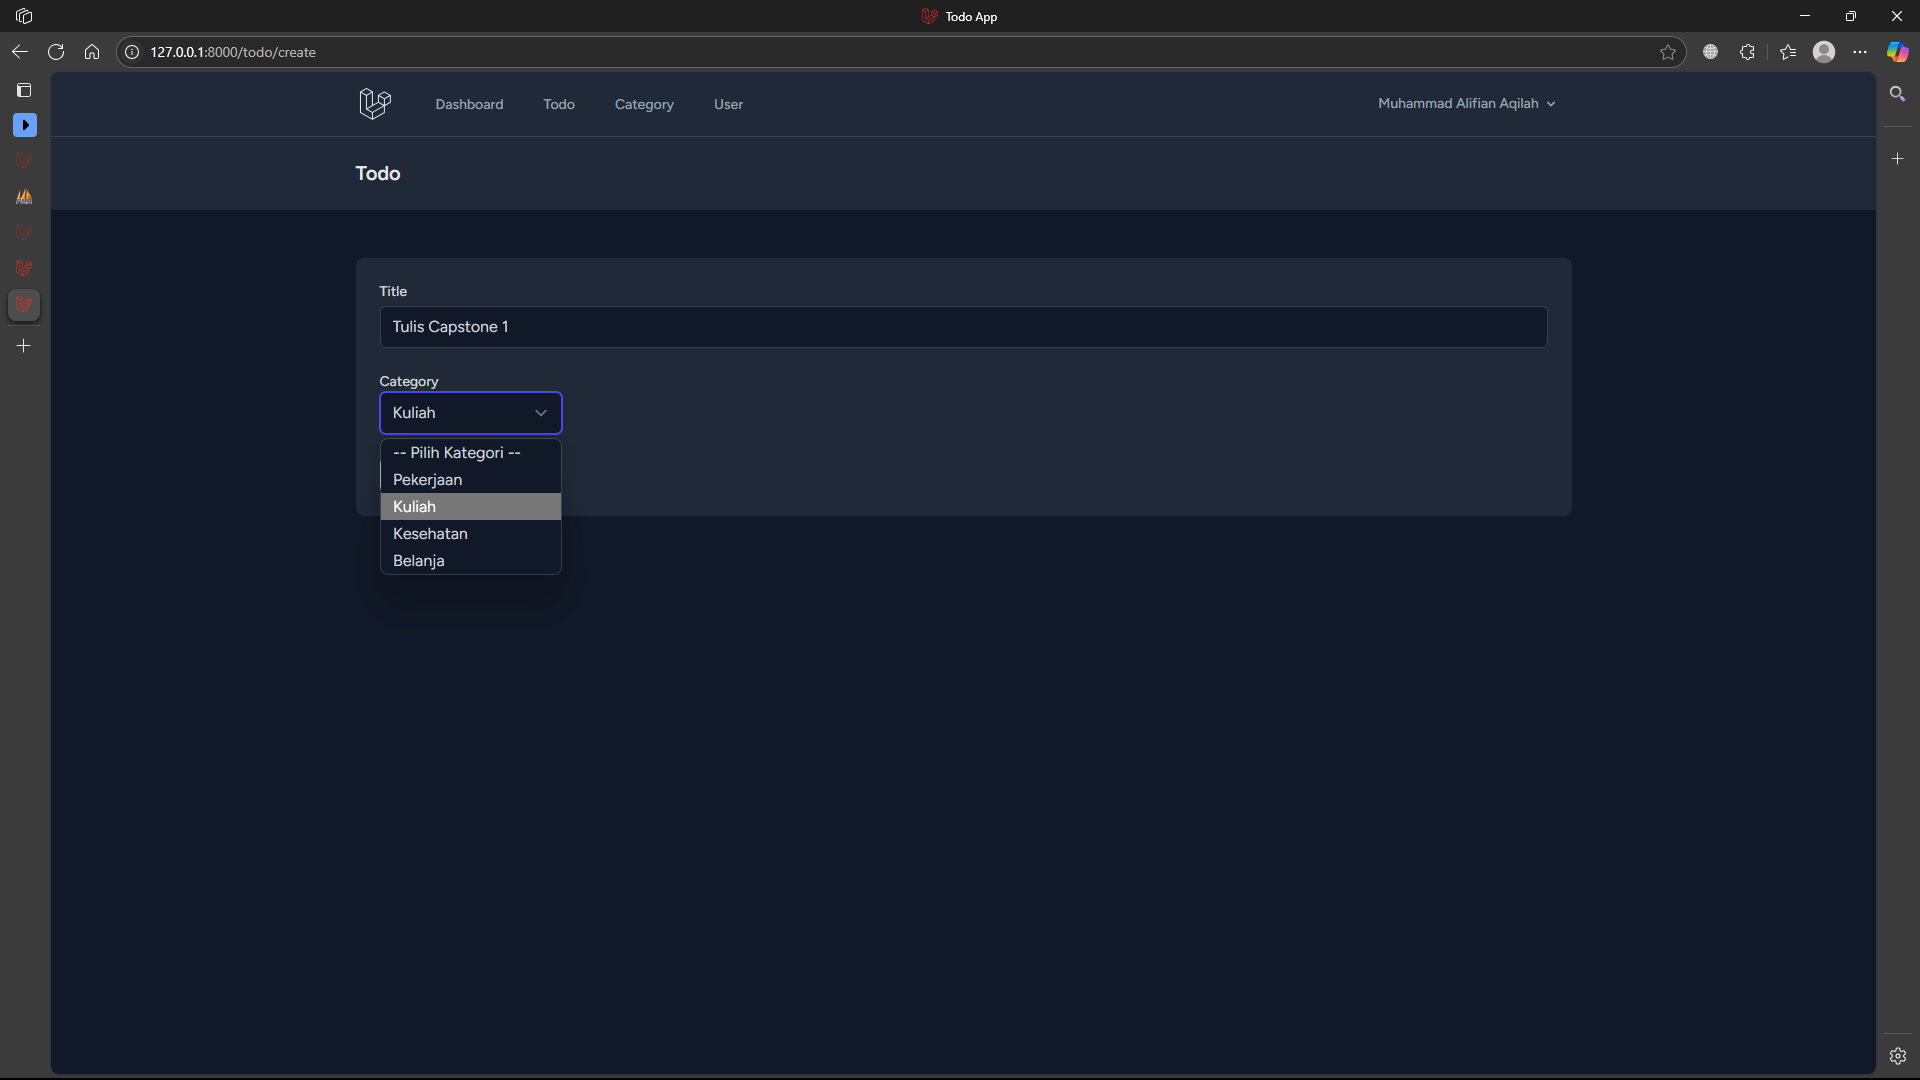 Todo App
127.0.0.1:8000/todo/create
Dashboard Todo Category User Muhammad Alifian Aqilah
Todo
Title
Tulis Capstone 1
Category
Kuliah
-- Pilih Kategori --
Pekerjaan
Kuliah
Kesehatan
Belanja